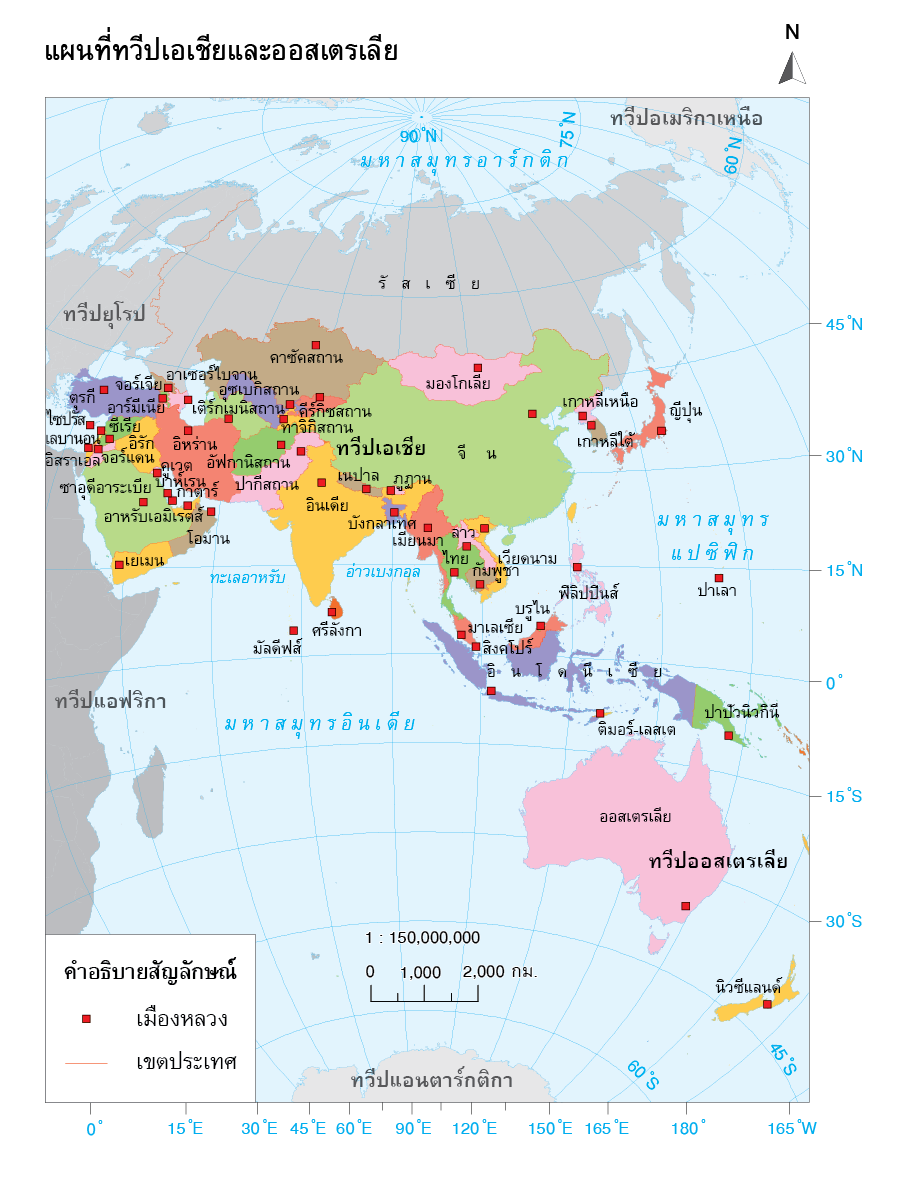 แผนที่ทวีปเอเชียและออสเตรเลีย
N
ทวีปอเมริกาเหนือ
75°N
90°N
60°N
มหาสมุทรอาร์กติก
รัสเซีย
ทวีปยุโรป
45°N
คาซัคสถาน
อาเซอร์ไบจาน
มองโกเลีย
จอร์เจีย
อุซเบกิสถาน
ตุรกี
อาร์มีเนีย
เติร์กเมนิสถาน
คีร์กิซสถาน
เกาหลีเหนือ
ญี่ปุ่น
ไซปรัส
ซีเรีย
ทาจิกิสถาน
เลบานอน
อิรัก
อิหร่าน
ทวีปเอเชีย
จีน
เกาหลีใต้
30°N
อิสราเอล
จอร์แดน
คูเวต
อัฟกานิสถาน
บาห์เรน
ปากีสถาน
เนปาล
ภูฏาน
ซาอุดีอาระเบีย
กาตาร์
อินเดีย
อาหรับเอมิเรตส์
บังกลาเทศ
มหาสมุทร
แปซิฟิก
โอมาน
เมียนมา
ลาว
เยเมน
ไทย
เวียดนาม
15°N
ทะเลอาหรับ
อ่าวเบงกอล
กัมพูชา
ฟิลิปปินส์
ปาเลา
บรูไน
ศรีลังกา
มาเลเซีย
มัลดีฟส์
สิงคโปร์
อินโดนีเซีย
0°
ทวีปแอฟริกา
ปาปัวนิวกินี
มหาสมุทรอินเดีย
ติมอร์-เลสเต
15°S
ออสเตรเลีย
ทวีปออสเตรเลีย
30°S
1 : 150,000,000
0 1,000 2,000 กม.
คำอธิบายสัญลักษณ์
เมืองหลวง
เขตประเทศ
นิวซีแลนด์
45°S
60°S
ทวีปแอนตาร์กติกา
0° 15°E 30°E 45°E 60°E 90°E 120°E 150°E 165°E 180° 165°W